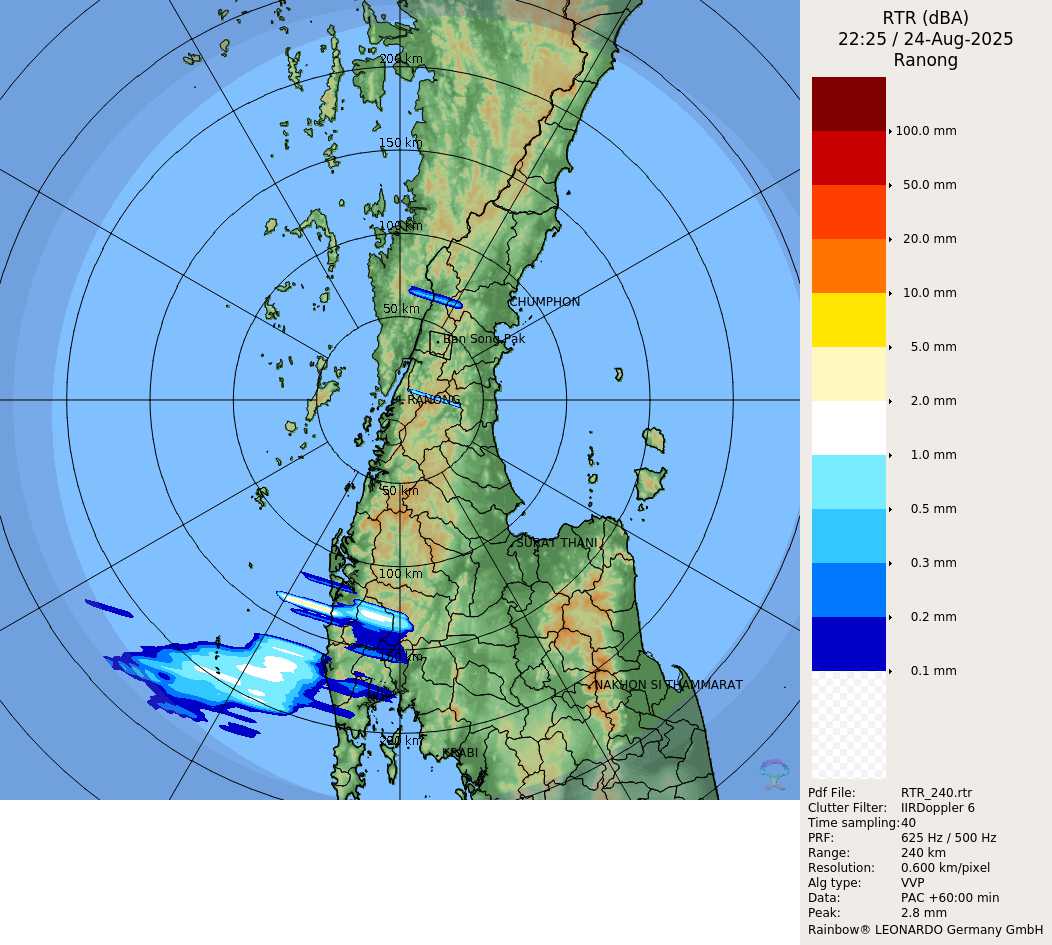 RTR (dBA)
22:25 / 24-Aug-2025
Ranong
200 km
150 km
100 km
50 km
CHUMPHON
Ban Song Pak
RANONG
50 km
SURAT THANI
100 km
NAKHON SI THAMMARAT
200 km
KRABI
100.0 mm
50.0 mm
20.0 mm
10.0 mm
5.0 mm
2.0 mm
1.0 mm
0.5 mm
0.3 mm
0.2 mm
0.1 mm
Pdf File: RTR_240.rtr
Clutter Filter: IIRDoppler 6
Time sampling:40
PRF: 625 Hz / 500 Hz
Range: 240 km
Resolution: 0.600 km/pixel
Alg type: VVP
Data: PAC +60:00 min
Peak: 2.8 mm
Rainbow® LEONARDO Germany GmbH